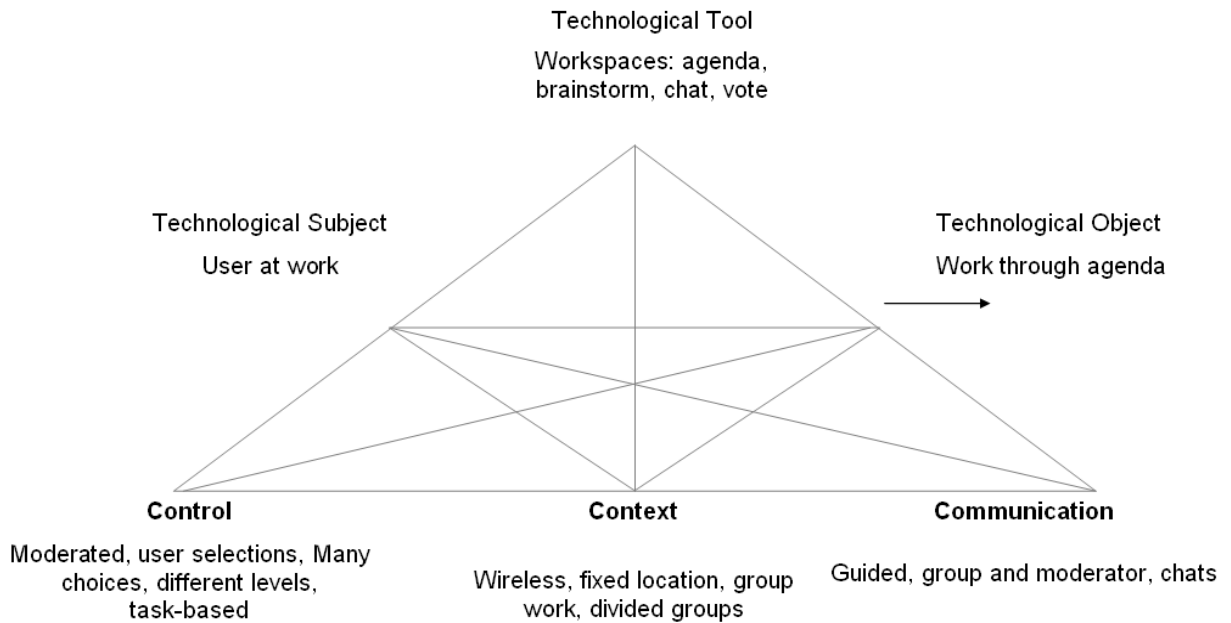 Technological Tool
Workspaces: agenda,
brainstorm, chat, vote
Technological Subject
User at work
Technological Object
Work through agenda
Control
Moderated, user selections, Many
choices, different levels,
task-based
Context
Wireless, fixed location, group
work, divided groups
Communication
Guided, group and moderator, chats